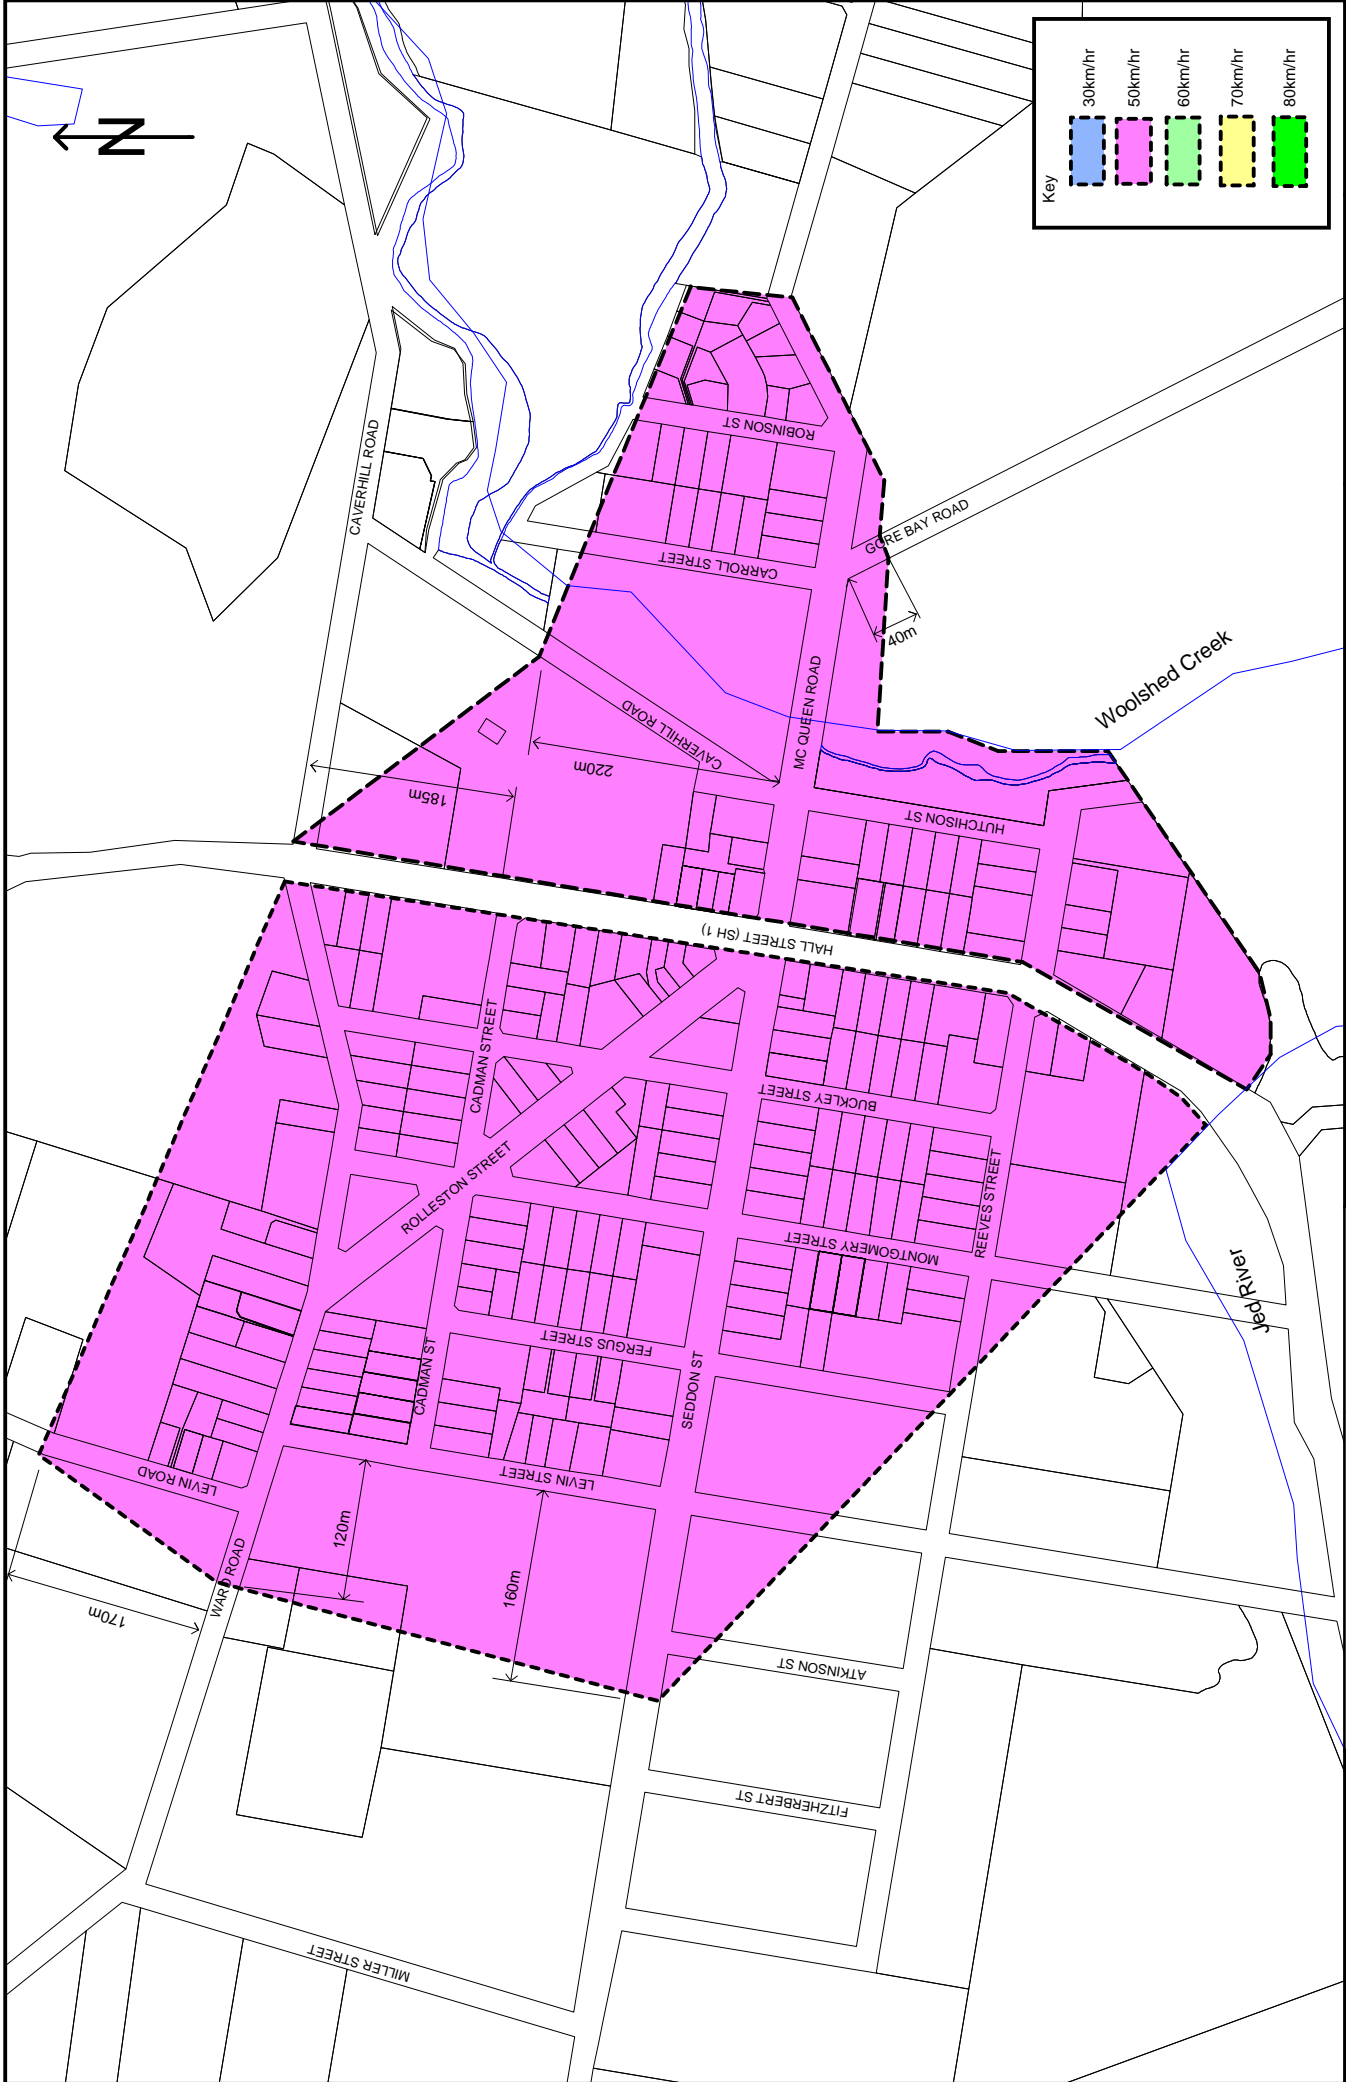 N
Key
30km/hr
50km/hr
60km/hr
70km/hr
80km/hr
CAVERHILL ROAD
ROBINSON ST
GORE BAY ROAD
CARROLL STREET
40m
Woolshed Creek
MC QUEEN ROAD
CAVERHILL ROAD
220m
185m
HUTCHISON ST
HALL STREET (SH 1)
CADMAN STREET
BUCKLEY STREET
ROLLESTON STREET
REEVES STREET
MONTGOMERY STREET
Jed River
FERGUS STREET
CADMAN ST
SEDDON ST
LEVIN ROAD
LEVIN STREET
120m
160m
WARD ROAD
170m
ATKINSON ST
FITZHERBERT ST
MILLER STREET